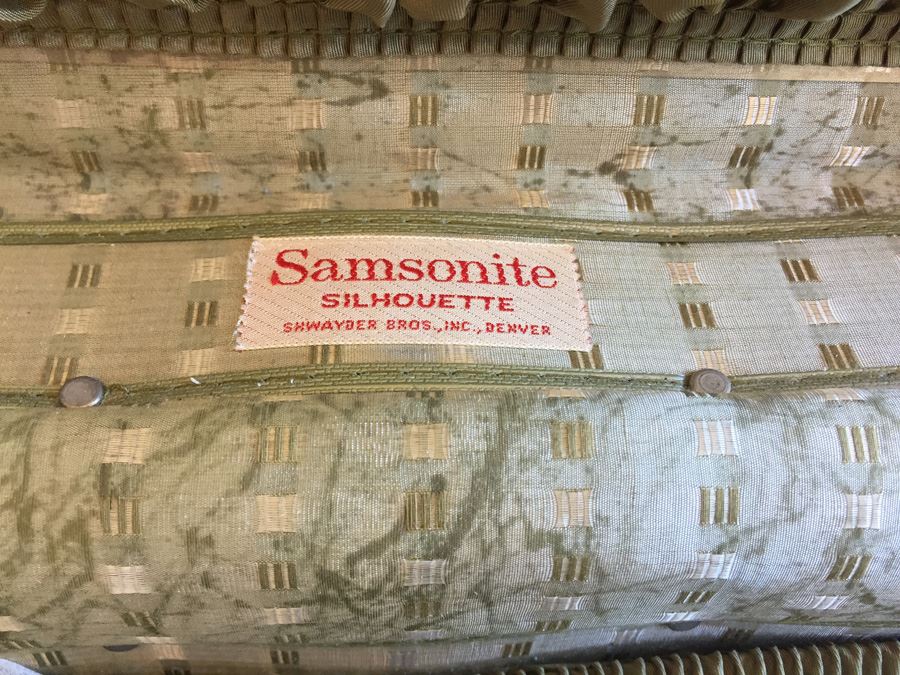 Samsonite
SILHOUETTE
SHWAYDER BROS., INC., DENVER